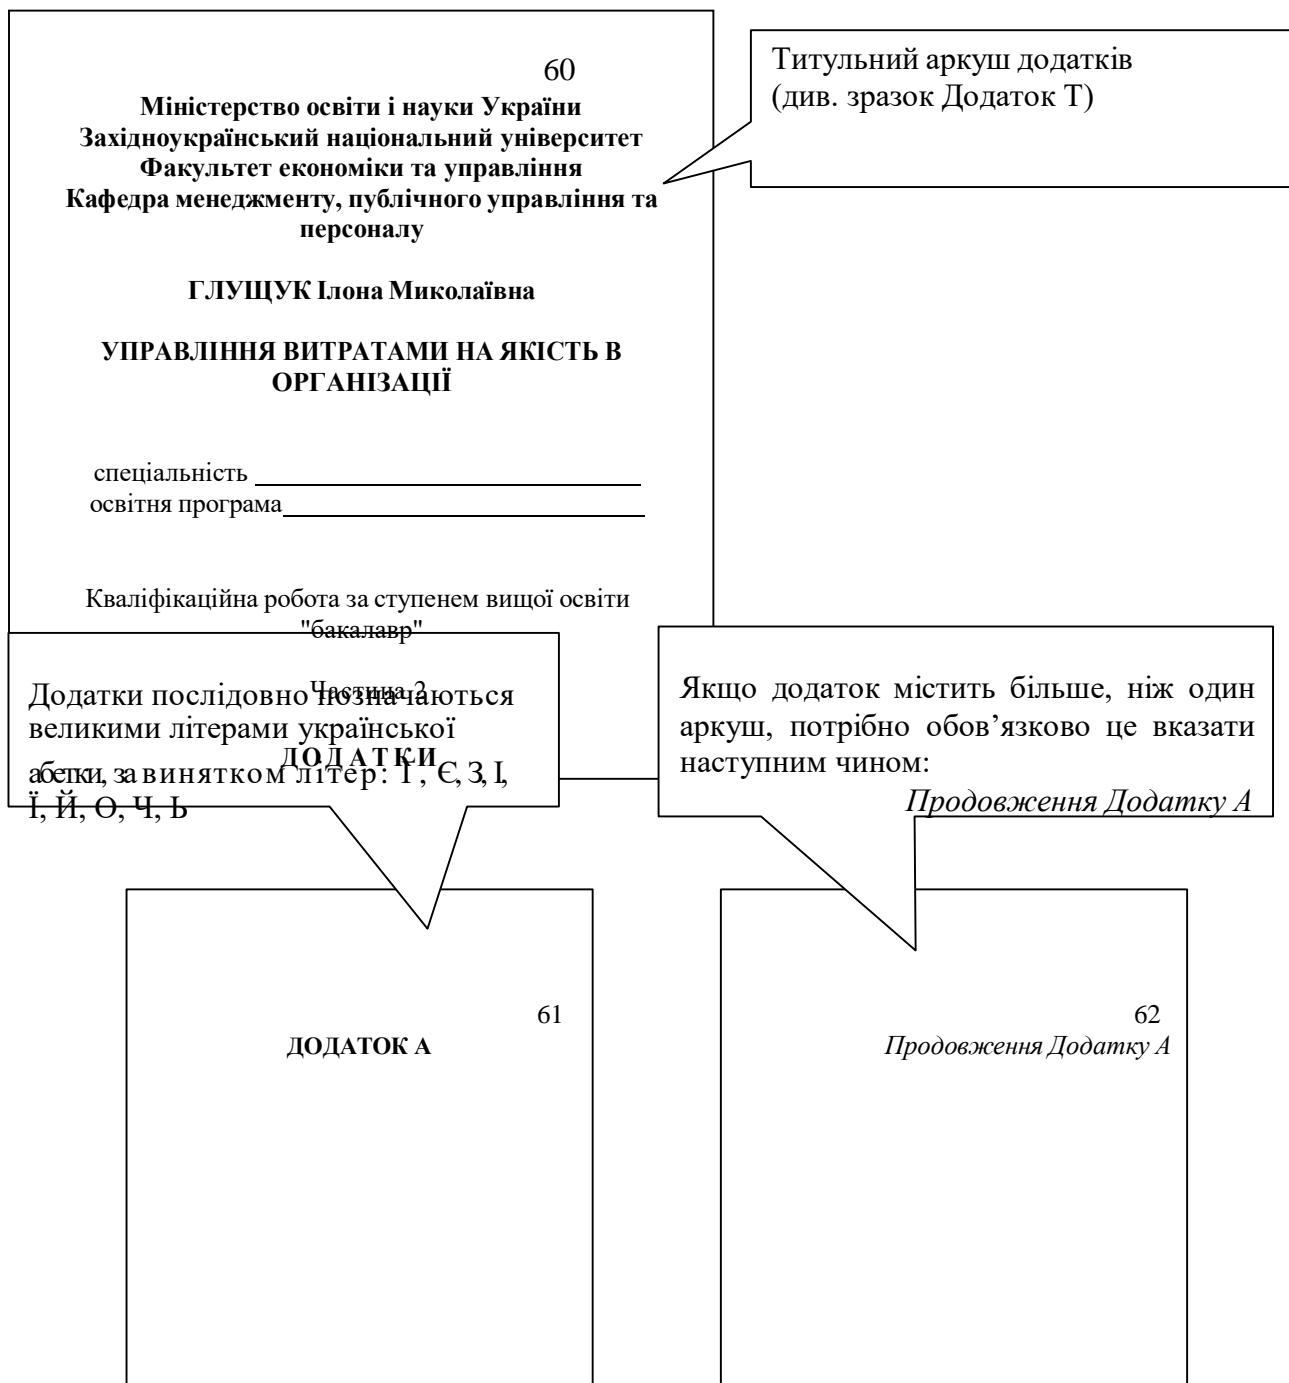 60
Міністерство освіти і науки України
Західноукраїнський національний університет
Факультет економіки та управління
Кафедра менеджменту, публічного управління та
персоналу
ГЛУЩУК Ілона Миколаївна
УПРАВЛІННЯ ВИТРАТАМИ НА ЯКІСТЬ В
ОРГАНІЗАЦІЇ
спеціальність
освітня програма
Кваліфікаційна робота за ступенем вищої освіти
"бакалавр"
Частина 2
ДОДАТКИ
Титульний аркуш додатків
(див. зразок Додаток Т)
Додатки послідовно позначаються
великими літерами української
абетки, за винятком літер: Ґ, Є, З, І,
Ї, Й, О, Ч, Ь
Якщо додаток містить більше, ніж один
аркуш, потрібно обов’язково це вказати
наступним чином:
Продовження Додатку А
61
ДОДАТОК А
62
Продовження Додатку А